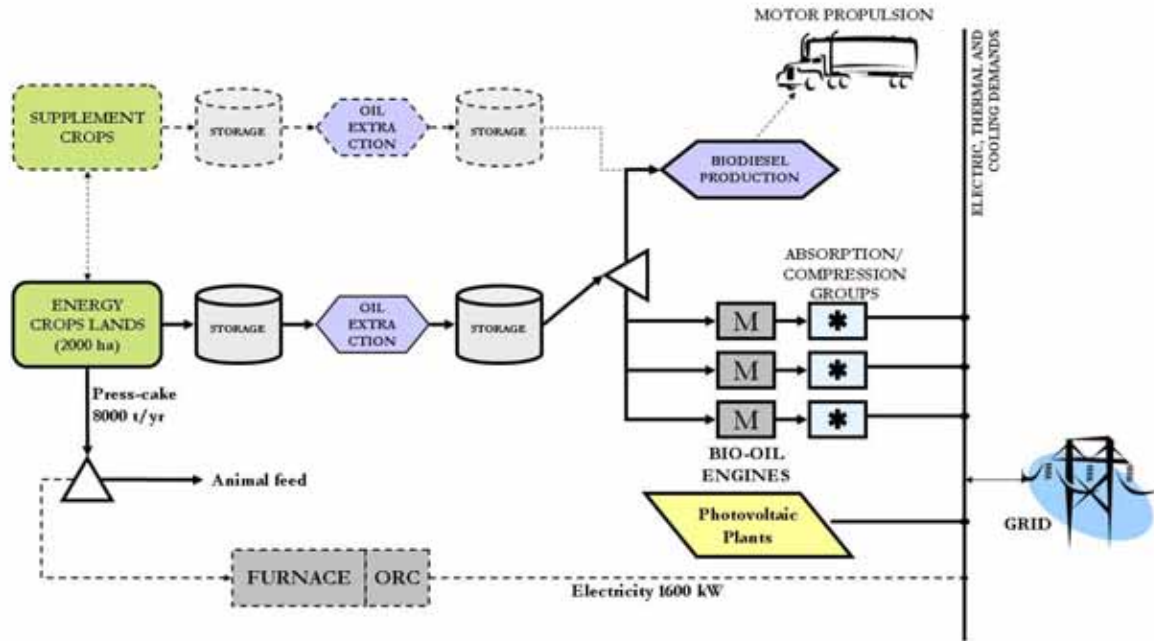 MOTOR PROPULSION
ELECTRIC, THERMAL AND
COOLING DEMANDS
SUPPLEMENT
CROPS
STORAGE
OIL
EXTRA
CTION
STORAGE
BIODIESEL
PRODUCTION
ABSORPTION/
COMPRESSION
GROUPS
ENERGY
CROPS LANDS
(2000 ha)
STORAGE
OIL
EXTRA
CTION
STORAGE
M
M
M
Press-cake
8000 t/yr
BIO-OIL
ENGINES
Animal feed
Photovoltaic
Plants
GRID
FURNACE
ORC
Electricity 1600 kW